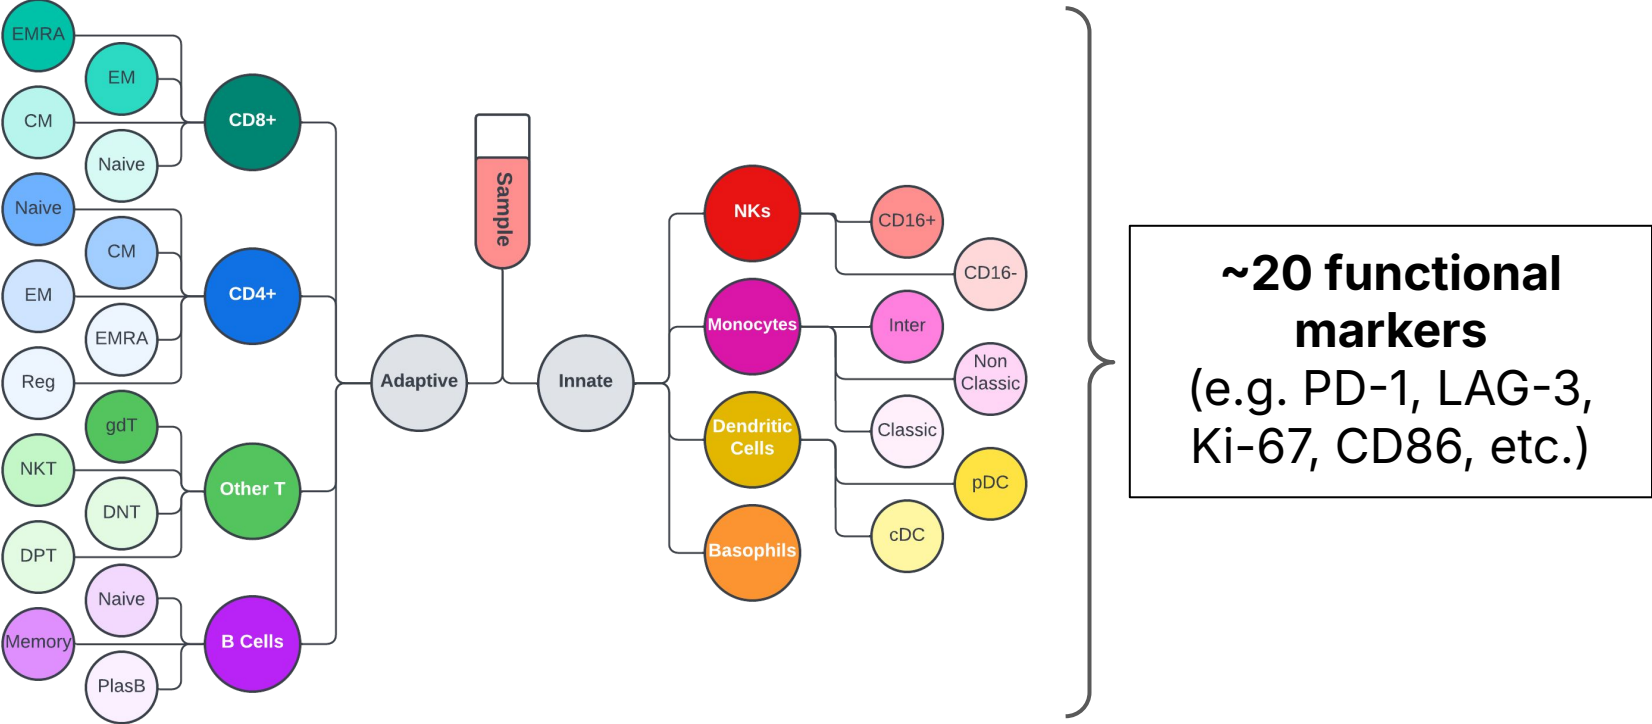 EMRA
EM
CM
Naive
CD8+
Naive
CM
EM
EMRA
Reg
CD4+
gdT
NKT
DNT
DPT
Other T
Naive
Memory
PlasB
B Cells
Adaptive
Sample
Innate
NKs
CD16+
CD16-
Monocytes
Inter
Non
Classic
Classic
Dendritic
Cells
pDC
cDC
Basophils
~20 functional
markers
(e.g. PD-1, LAG-3,
Ki-67, CD86, etc.)